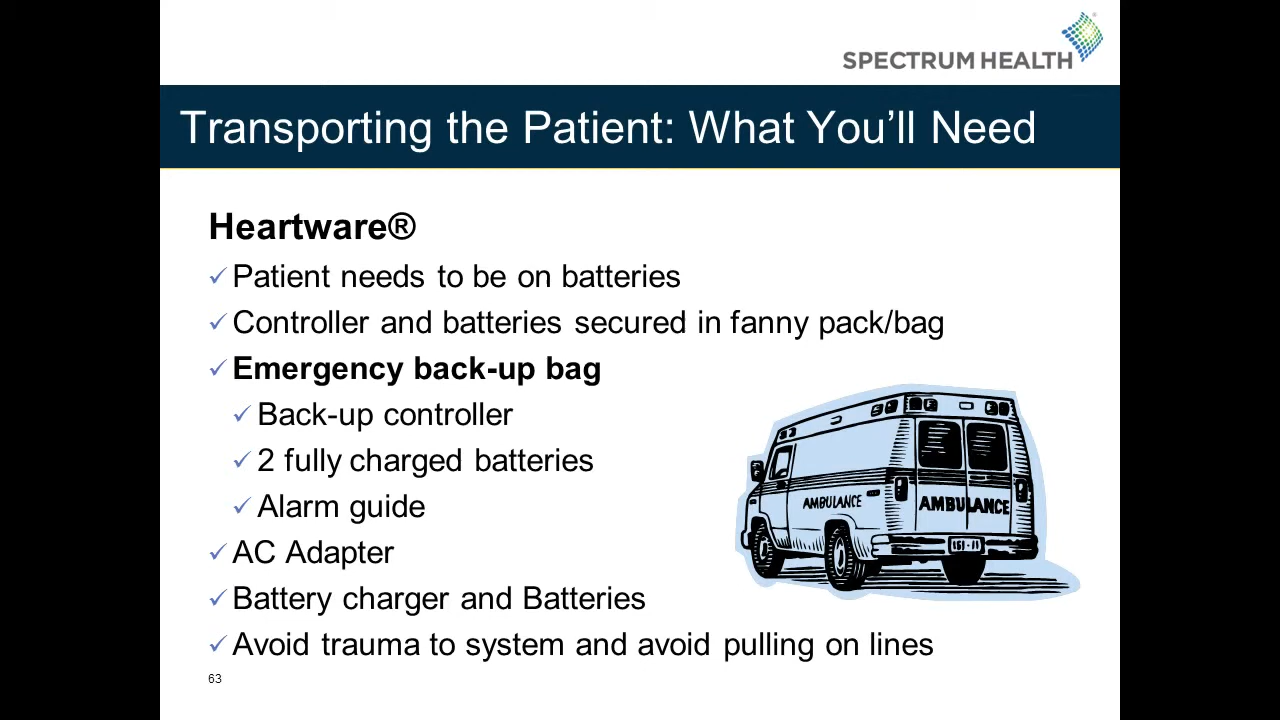 SPECTRUM HEALTH
Transporting the Patient: What You’ll Need
Heartware®
Patient needs to be on batteries
Controller and batteries secured in fanny pack/bag
Emergency back-up bag
Back-up controller
2 fully charged batteries
Alarm guide
AC Adapter
Battery charger and Batteries
Avoid trauma to system and avoid pulling on lines
AMBULANCE
AMBULANCE
63